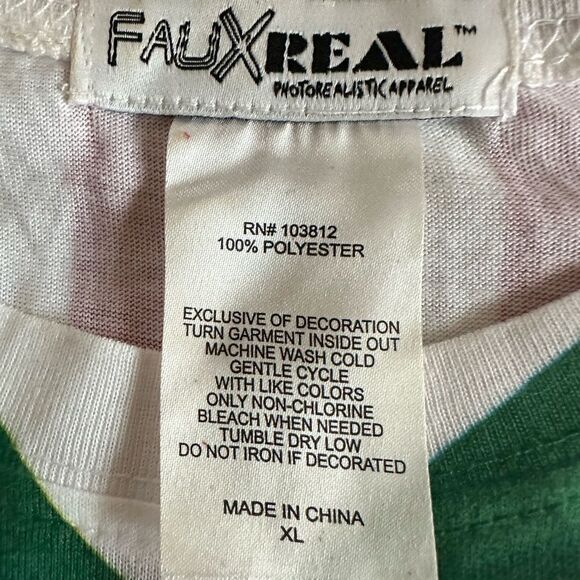 FAUXREAL™
PHOTOREALISTIC APPAREL
RN# 103812
100% POLYESTER
EXCLUSIVE OF DECORATION
TURN GARMENT INSIDE OUT
MACHINE WASH COLD
GENTLE CYCLE
WITH LIKE COLORS
ONLY NON-CHLORINE
BLEACH WHEN NEEDED
TUMBLE DRY LOW
DO NOT IRON IF DECORATED
MADE IN CHINA
XL